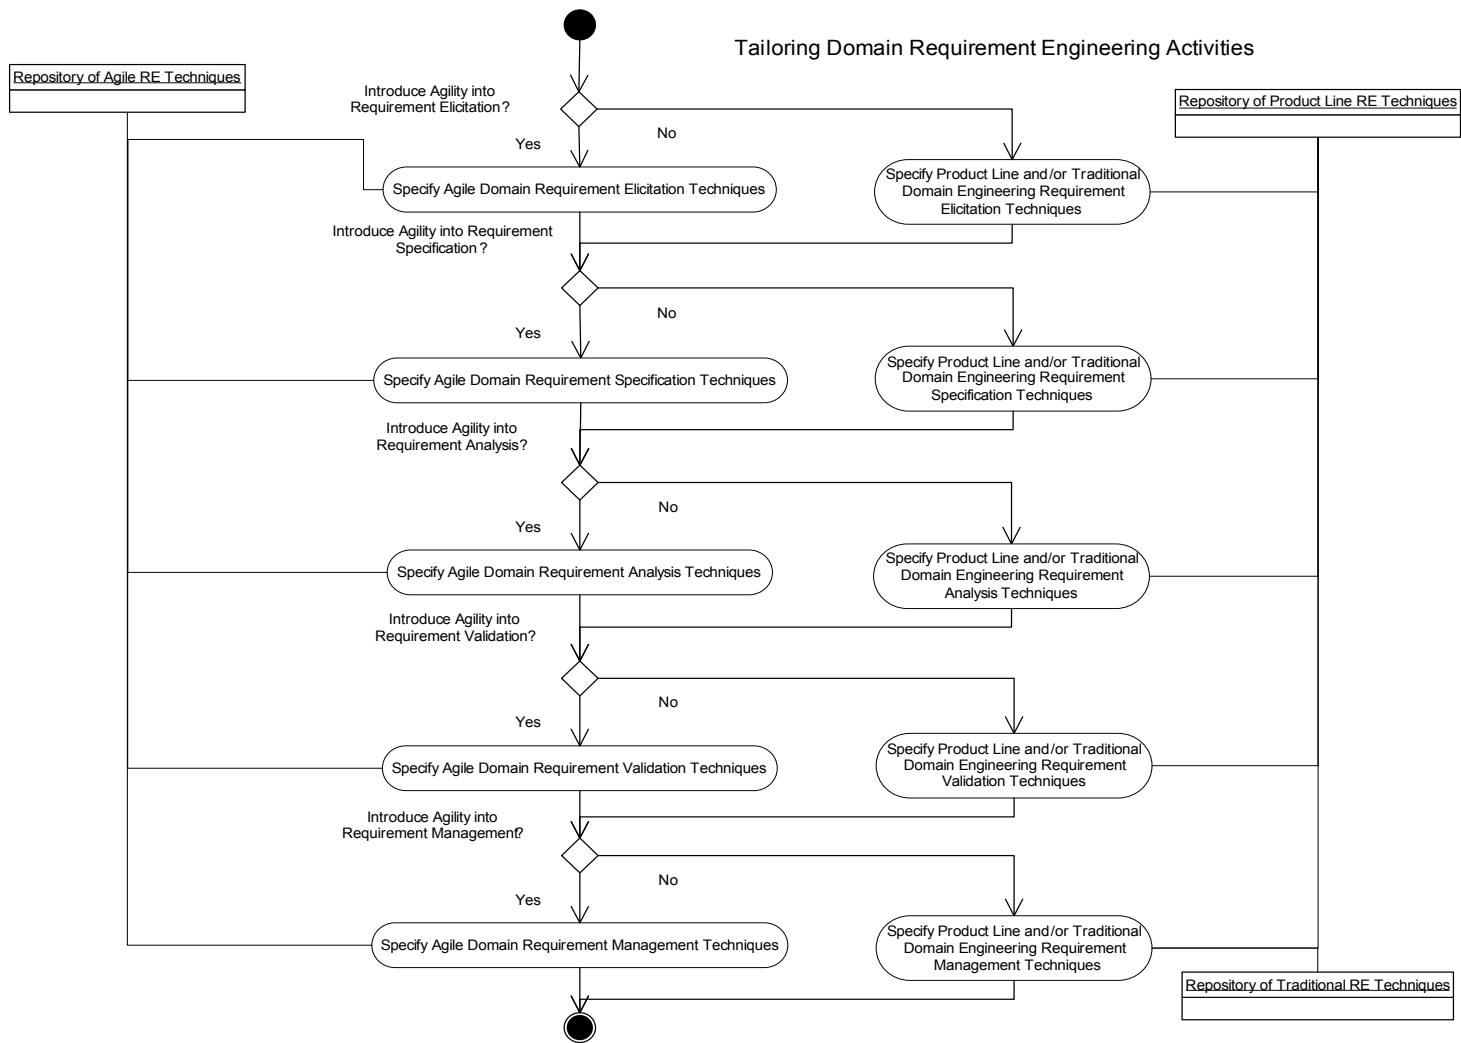 Tailoring Domain Requirement Engineering Activities
Repository of Agile RE Techniques
Introduce Agility into
Requirement Elicitation?
Repository of Product Line RE Techniques
No
Yes
Specify Agile Domain Requirement Elicitation Techniques
Specify Product Line and/or Traditional
Domain Engineering Requirement
Elicitation Techniques
Introduce Agility into Requirement
Specification?
No
Yes
Specify Agile Domain Requirement Specification Techniques
Specify Product Line and/or Traditional
Domain Engineering Requirement
Specification Techniques
Introduce Agility into
Requirement Analysis?
No
Yes
Specify Agile Domain Requirement Analysis Techniques
Specify Product Line and/or Traditional
Domain Engineering Requirement
Analysis Techniques
Introduce Agility into
Requirement Validation?
No
Yes
Specify Agile Domain Requirement Validation Techniques
Specify Product Line and/or Traditional
Domain Engineering Requirement
Validation Techniques
Introduce Agility into
Requirement Management?
No
Yes
Specify Agile Domain Requirement Management Techniques
Specify Product Line and/or Traditional
Domain Engineering Requirement
Management Techniques
Repository of Traditional RE Techniques